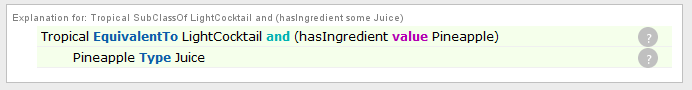 Explanation for: Tropical SubClassOf LightCocktail and (hasIngredient some Juice)
Tropical EquivalentTo LightCocktail and (hasIngredient value Pineapple)
?
Pineapple Type Juice
?